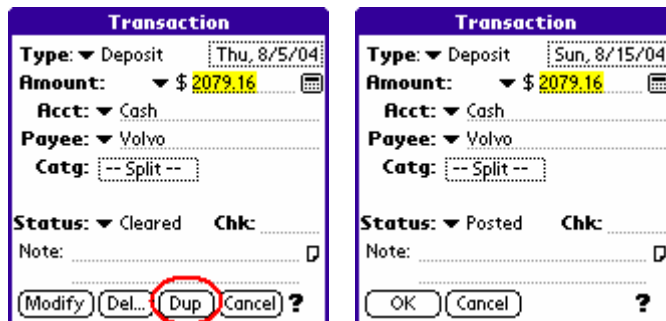 Transaction
Type: Deposit Thu, 8/5/04
Amount: $ 2079.16
Acct: Cash
Payee: Volvo
Catg: -- Split --
Status: Cleared Chk:
Note:
Modify Del... Dup Cancel ?
Transaction
Type: Deposit Sun, 8/15/04
Amount: $ 2079.16
Acct: Cash
Payee: Volvo
Catg: -- Split --
Status: Posted Chk:
Note:
OK Cancel ?